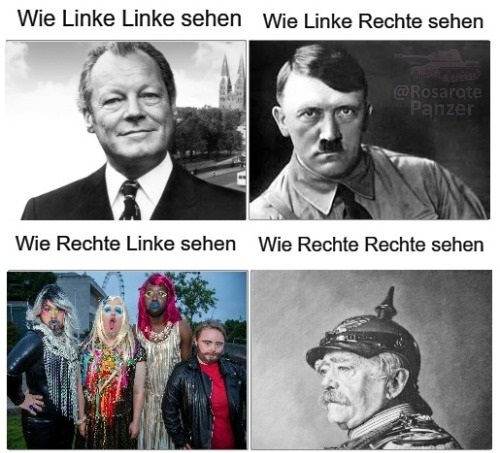 Wie Linke Linke sehen
Wie Linke Rechte sehen
@Rosarote
Panzer
Wie Rechte Linke sehen
Wie Rechte Rechte sehen